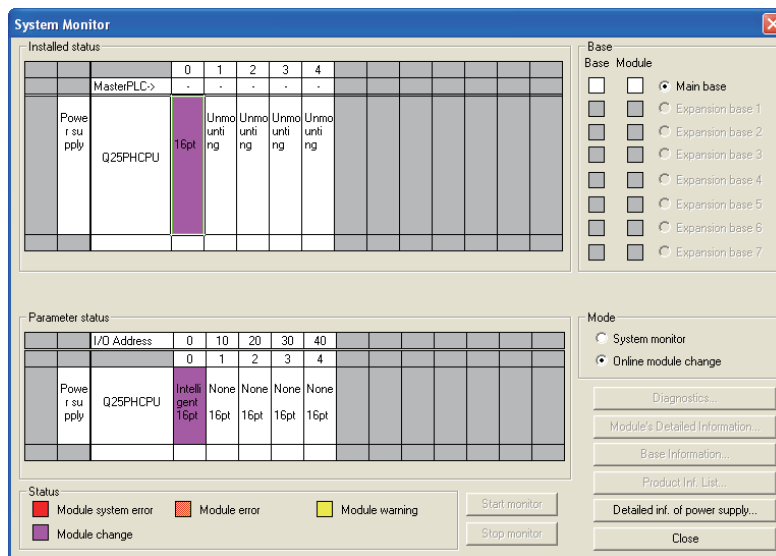 System Monitor
Installed status
0 1 2 3 4
MasterPLC-> - - - - -
Powe
r su
pply
Q25PHCPU
16pt
Unmo
unti
ng
Unmo
unti
ng
Unmo
unti
ng
Unmo
unti
ng
Base
Base Module
Main base
Expansion base 1
Expansion base 2
Expansion base 3
Expansion base 4
Expansion base 5
Expansion base 6
Expansion base 7
Parameter status
I/O Address 0 10 20 30 40
0 1 2 3 4
Powe
r su
pply
Q25PHCPU
Intelli
gent
16pt
None
16pt
None
16pt
None
16pt
None
16pt
Mode
System monitor
Online module change
Diagnostics...
Module's Detailed Information...
Base Information...
Product Inf. List...
Detailed inf. of power supply...
Close
Status
Module system error
Module error
Module warning
Module change
Start monitor
Stop monitor